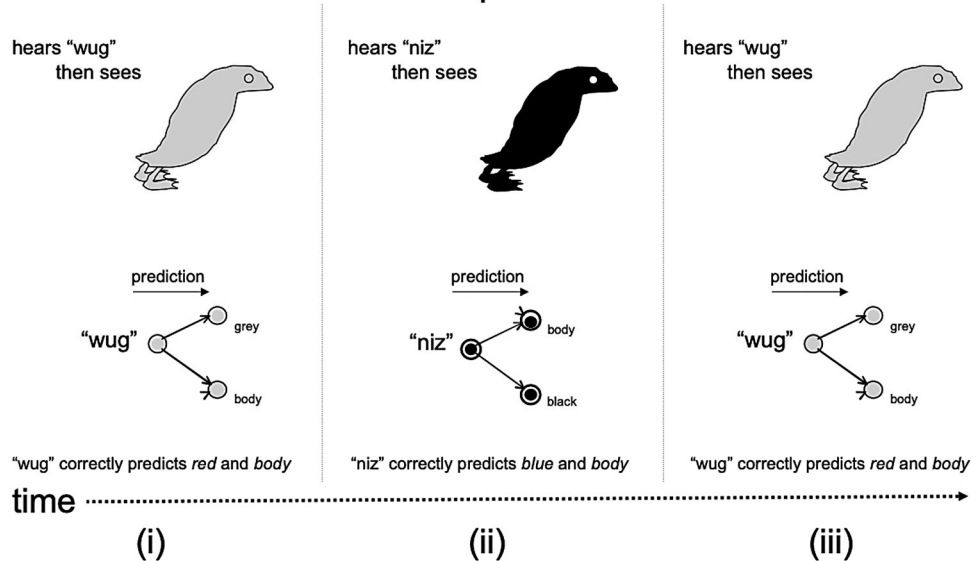 hears “wug”
then sees
prediction
“wug”
grey
body
“wug” correctly predicts red and body
hears “niz”
then sees
prediction
“niz”
body
black
“niz” correctly predicts blue and body
hears “wug”
then sees
prediction
“wug”
grey
body
“wug” correctly predicts red and body
time
(i)
(ii)
(iii)